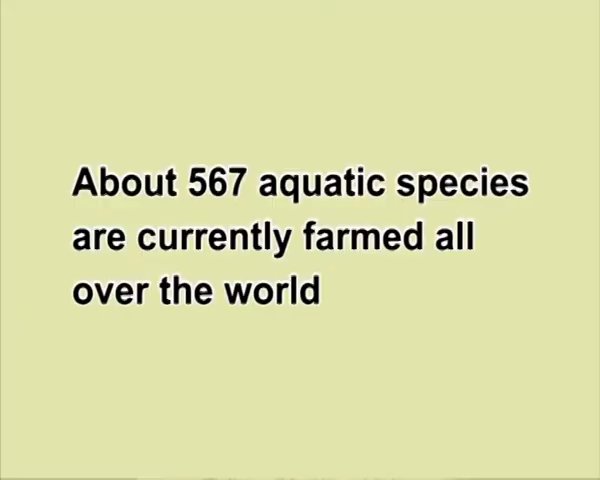 About 567 aquatic species
are currently farmed all
over the world